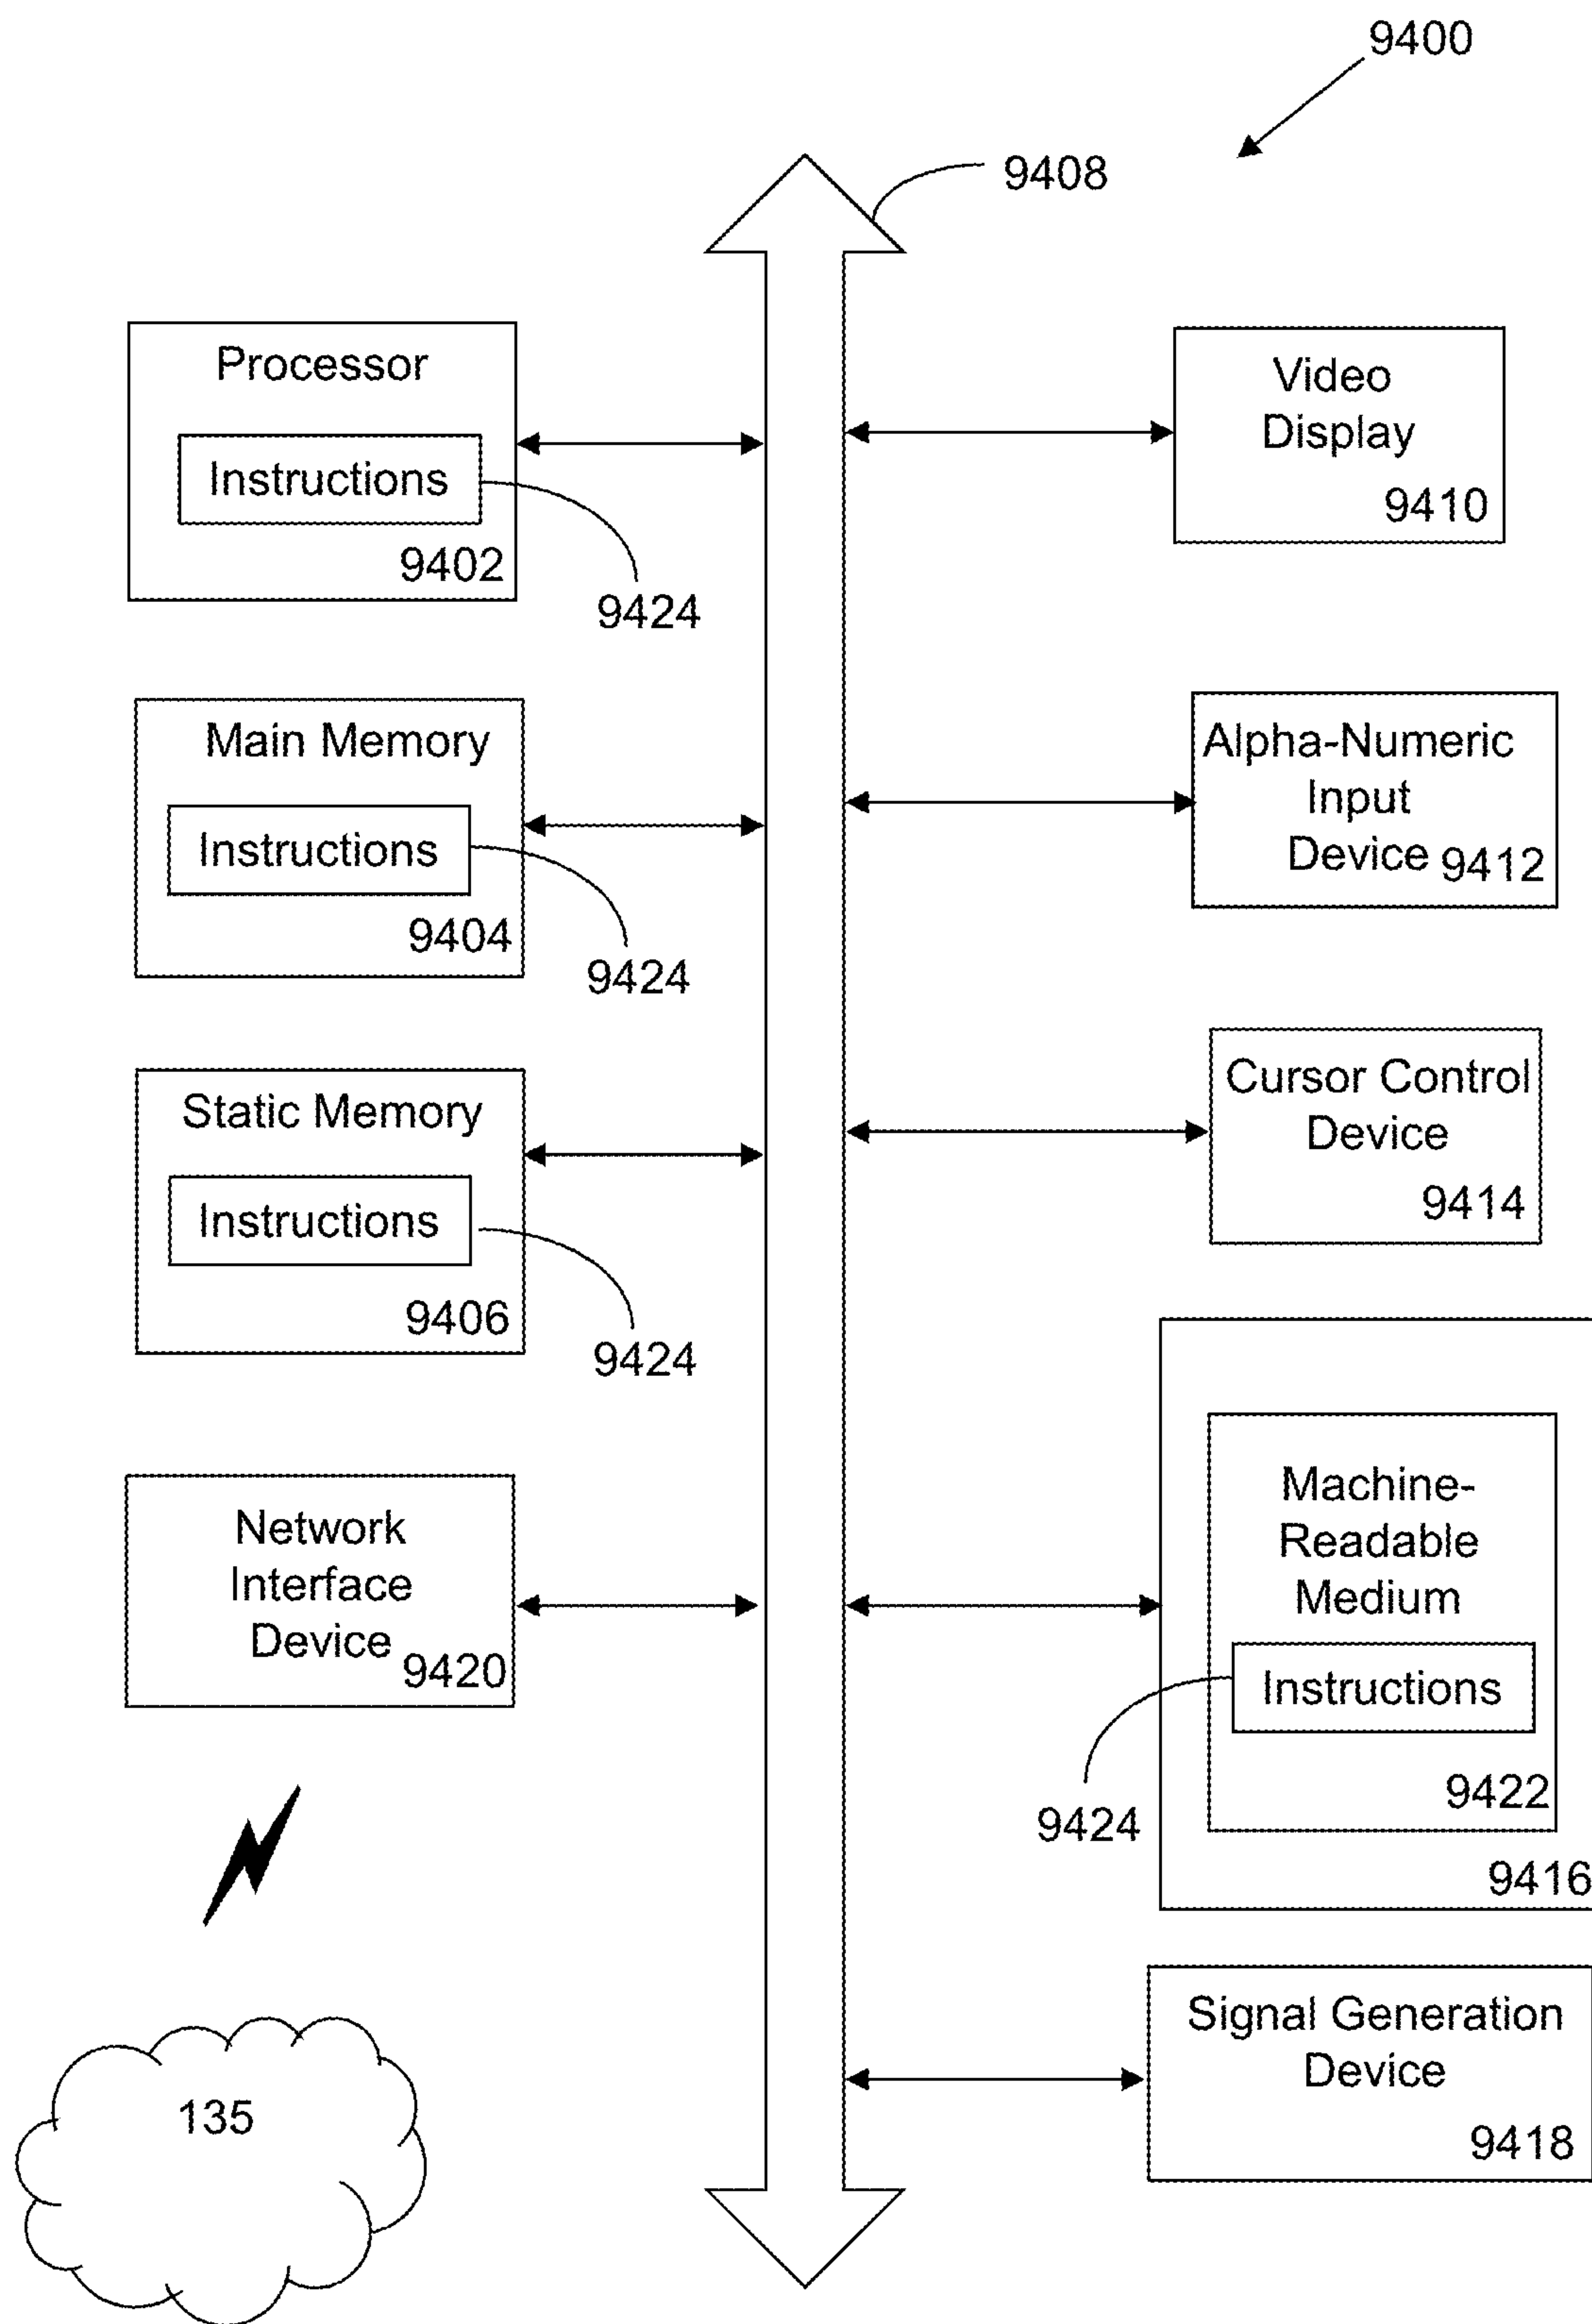 9400
9408
Processor
Instructions
9402
9424
Main Memory
Instructions
9404
9424
Static Memory
Instructions
9406
9424
Network
Interface
Device
9420
135
Video
Display
9410
Alpha-Numeric
Input
Device
9412
Cursor Control
Device
9414
Machine-
Readable
Medium
Instructions
9424
9422
9416
Signal Generation
Device
9418